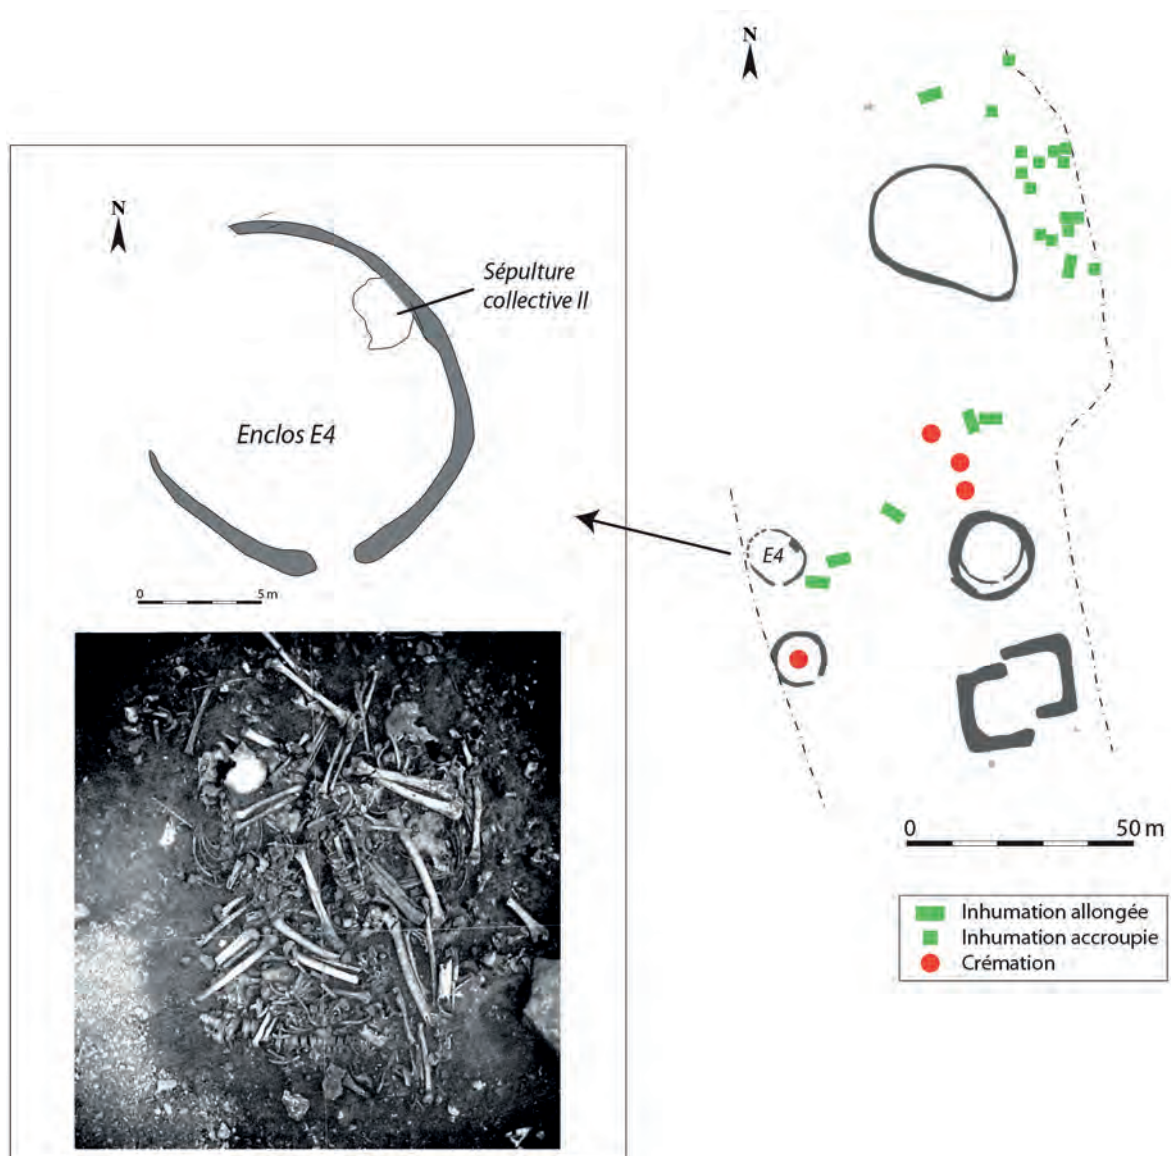 N
N
Sépulture
collective II
Enclos E4
0 5 m
E4
0 50 m
Inhumation allongée
Inhumation accroupie
Crémation